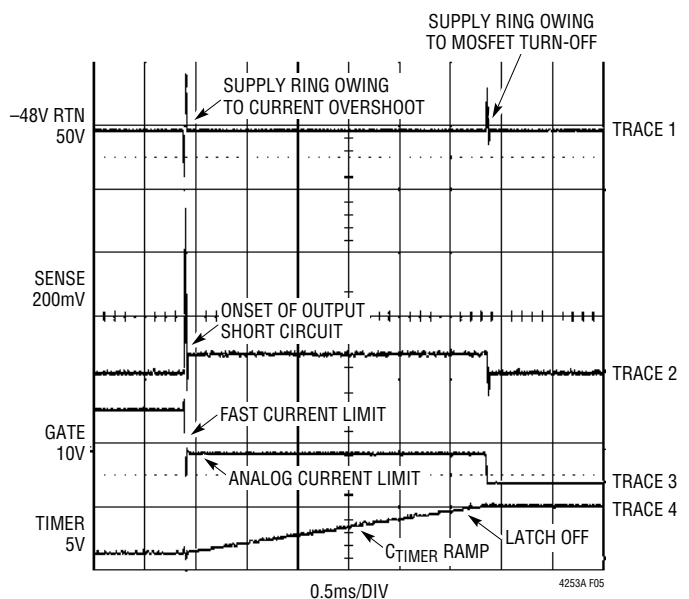 SUPPLY RING OWING
TO MOSFET TURN-OFF
SUPPLY RING OWING
TO CURRENT OVERSHOOT
–48V RTN
50V
TRACE 1
SENSE
200mV
ONSET OF OUTPUT
SHORT CIRCUIT
TRACE 2
FAST CURRENT LIMIT
GATE
10V
ANALOG CURRENT LIMIT
TRACE 3
TRACE 4
TIMER
5V
CTIMER RAMP
LATCH OFF
0.5ms/DIV
4253A F05